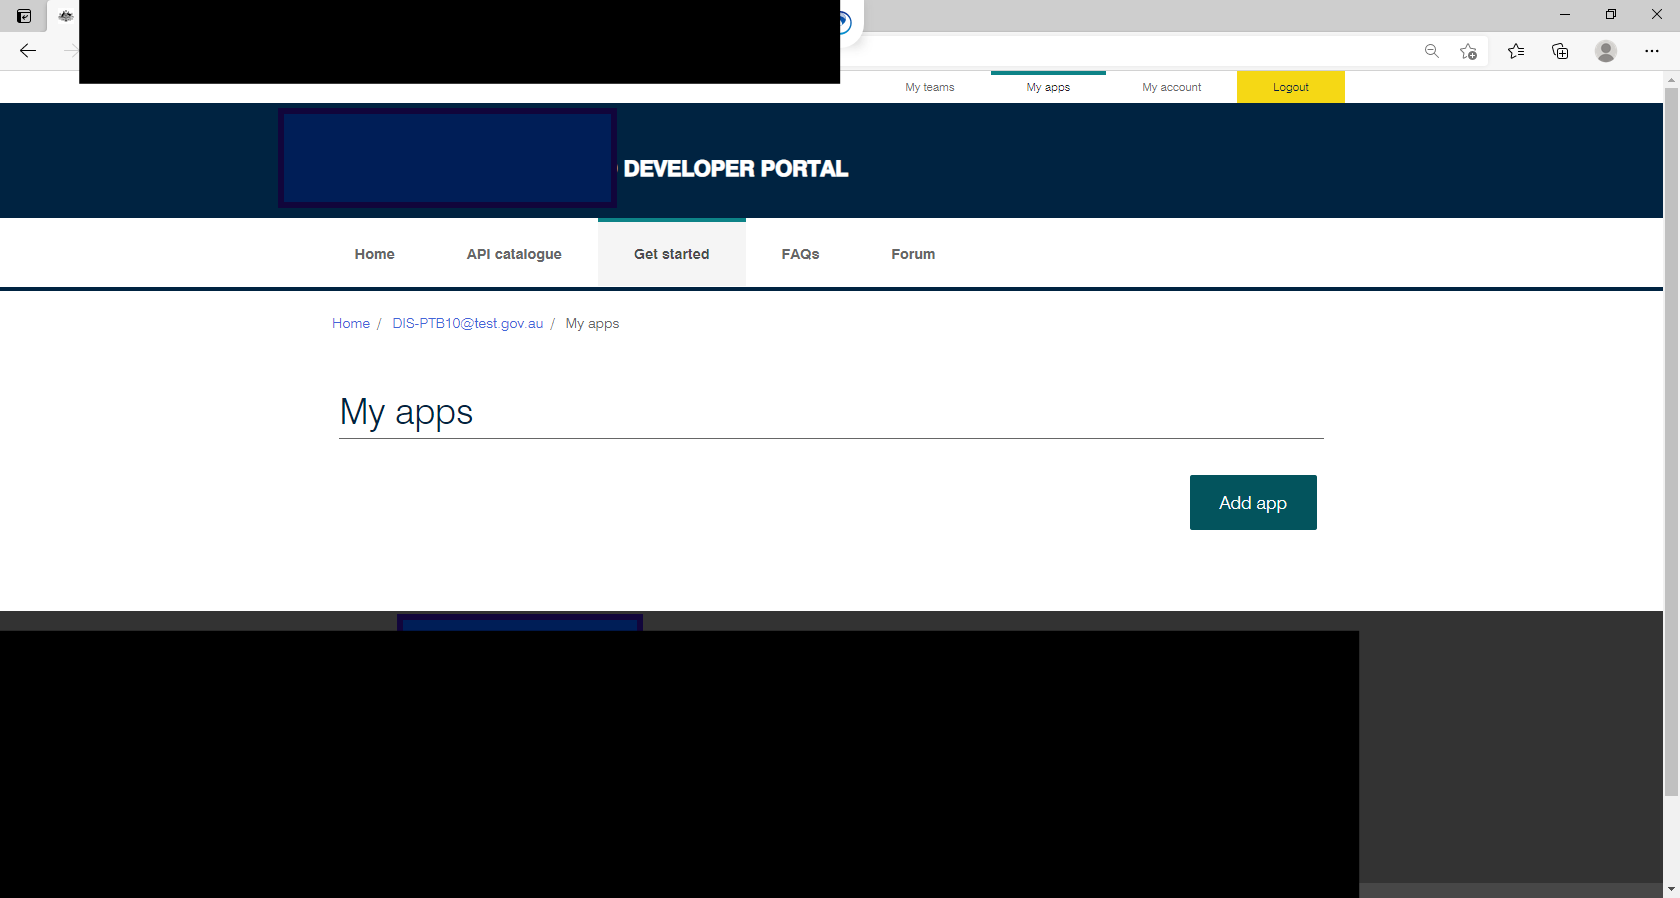 My teams My apps My account Logout
DEVELOPER PORTAL
Home API catalogue Get started FAQs Forum
Home / DIS-PTB10@test.gov.au / My apps
My apps
Add app